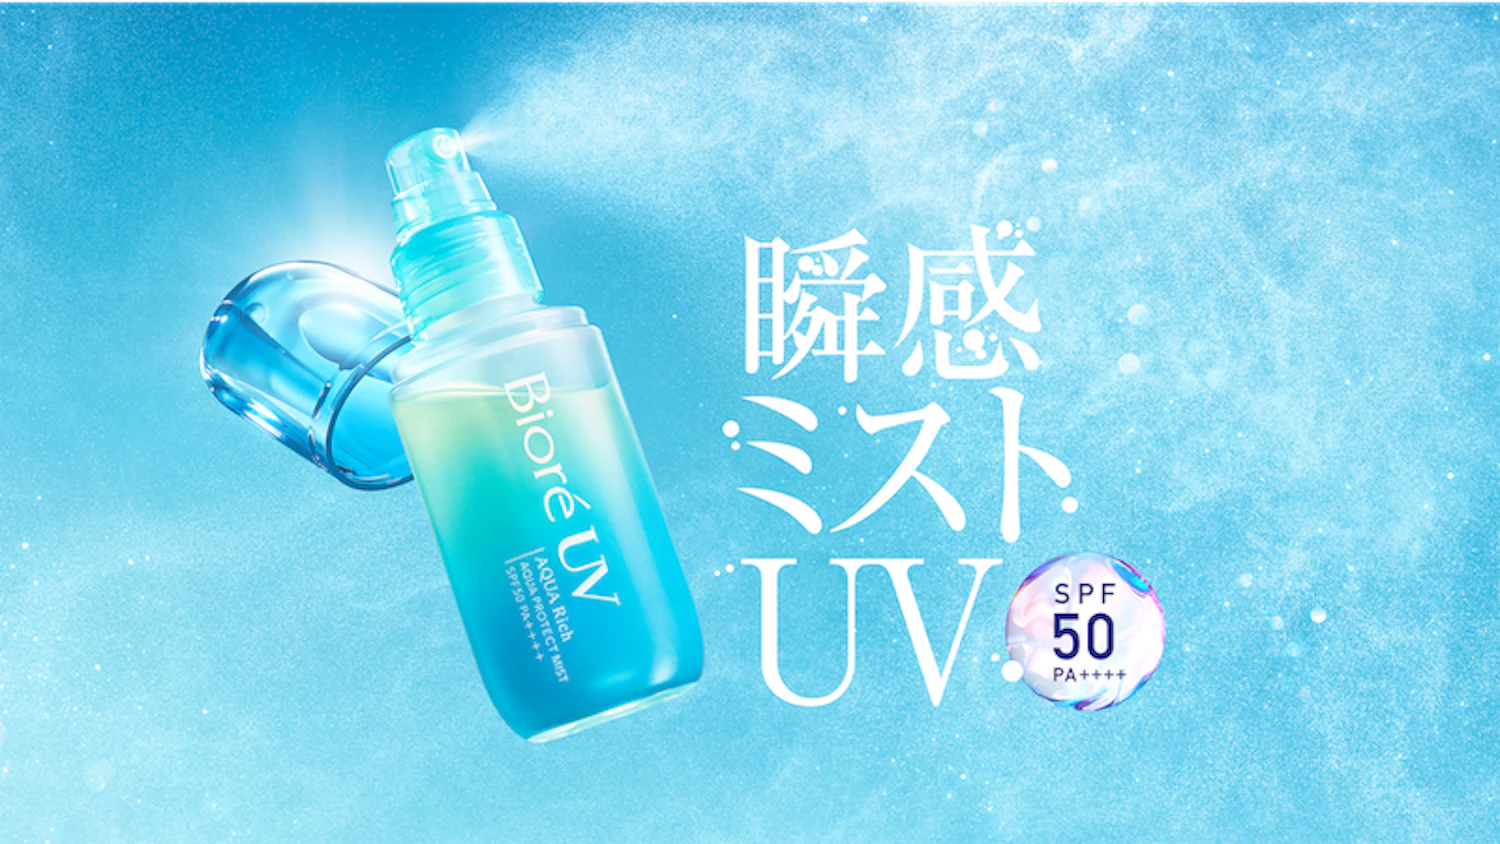 Bioré UV
AQUA Rich
AQUA PROTECT MIST
SPF50 PA++++
瞬感
ミスト
UV
SPF
50
PA++++